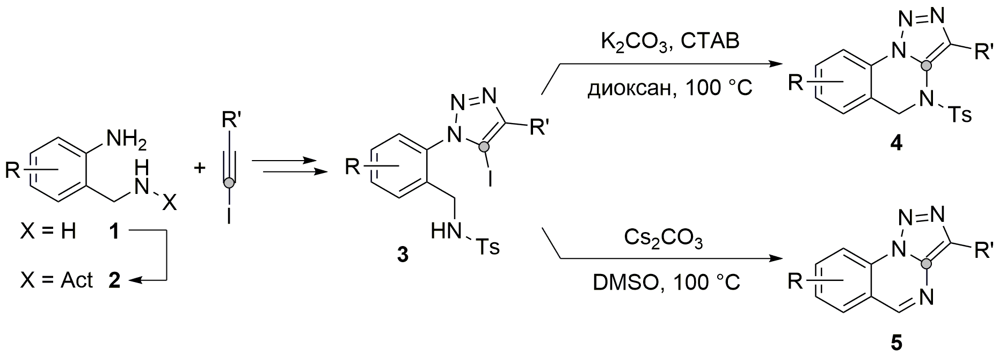 R
NH₂
H
N
X
X = H 1
X = Act 2
+
R'
I
R
N=N
N
R'
I
HN
Ts
3
K₂CO₃, CTAB
диоксан, 100 °C
Cs₂CO₃
DMSO, 100 °C
N=N
N
R'
R
N
Ts
4
N=N
N
R'
R
N
5